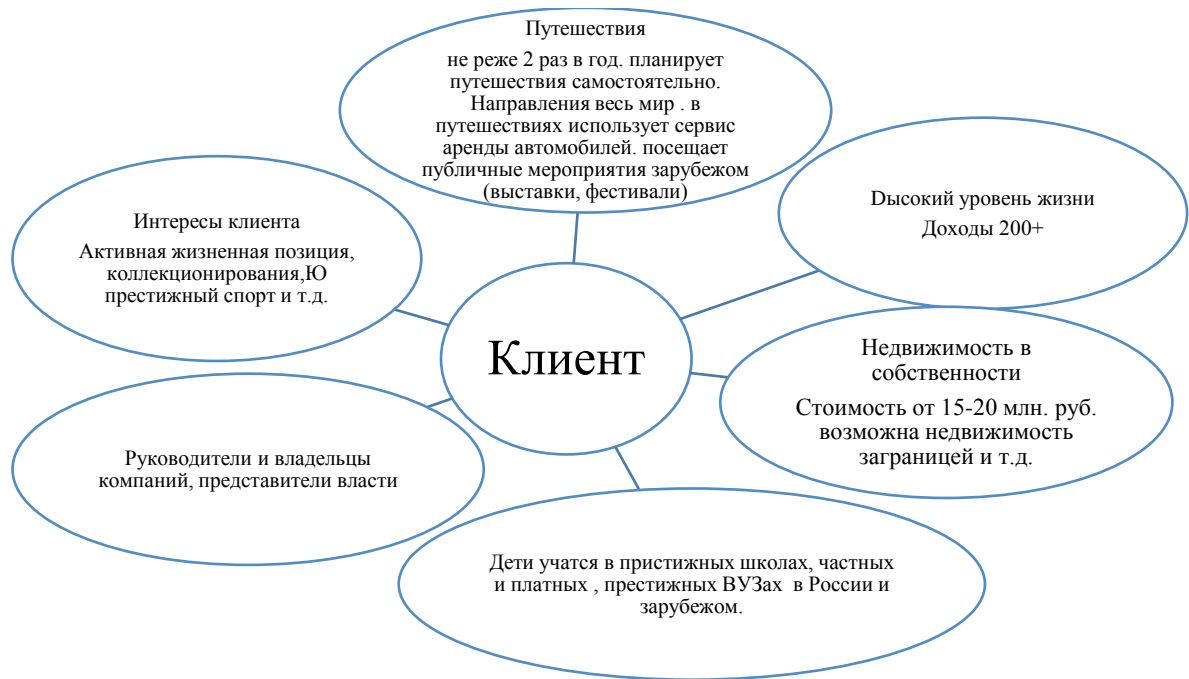 Путешествия
не реже 2 раз в год. планирует
путешествия самостоятельно.
Направления весь мир . в
путешествиях использует сервис
аренды автомобилей. посещает
публичные мероприятия зарубежом
(выставки, фестивали)
Dысокий уровень жизни
Доходы 200+
Интересы клиента
Активная жизненная позиция,
коллекционирования,Ю
престижный спорт и т.д.
Клиент
Недвижимость в
собственности
Стоимость от 15-20 млн. руб.
возможна недвижимость
заграницей и т.д.
Руководители и владельцы
компаний, представители власти
Дети учатся в пристижных школах, частных
и платных , престижных ВУЗах  в России и
зарубежом.